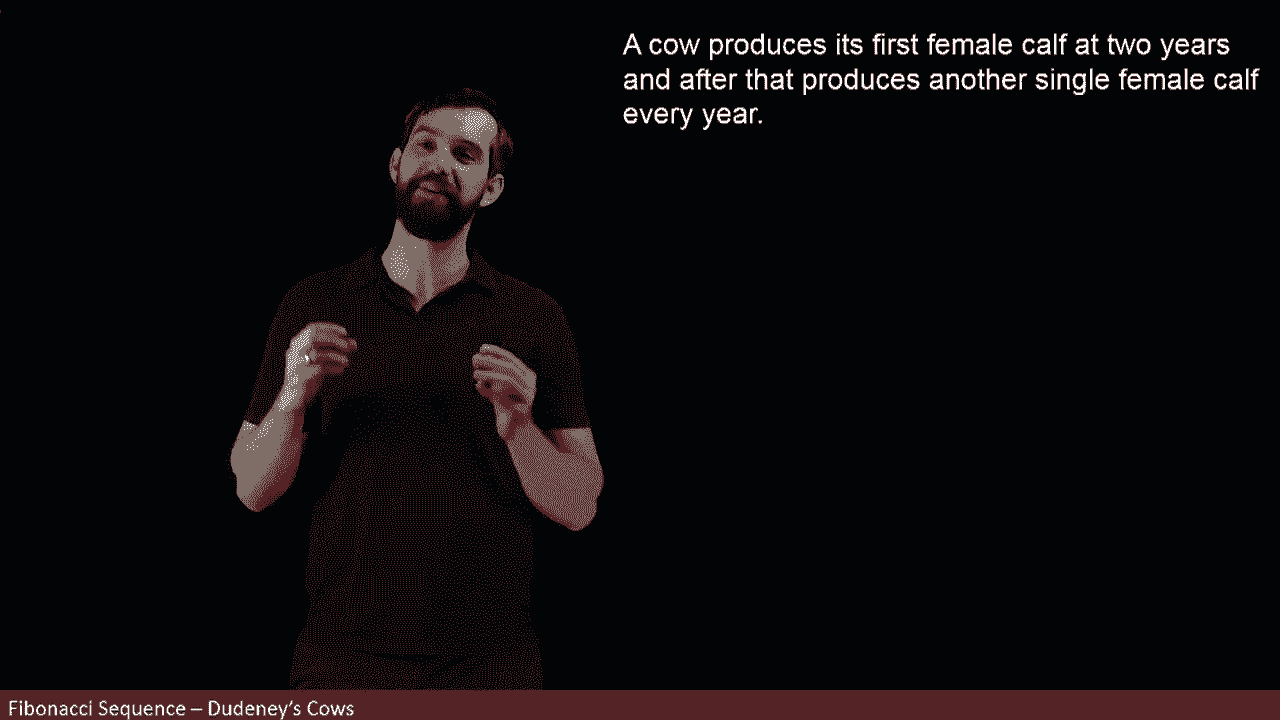 A cow produces its first female calf at two years
and after that produces another single female calf
every year.
Fibonacci Sequence – Dudeney's Cows